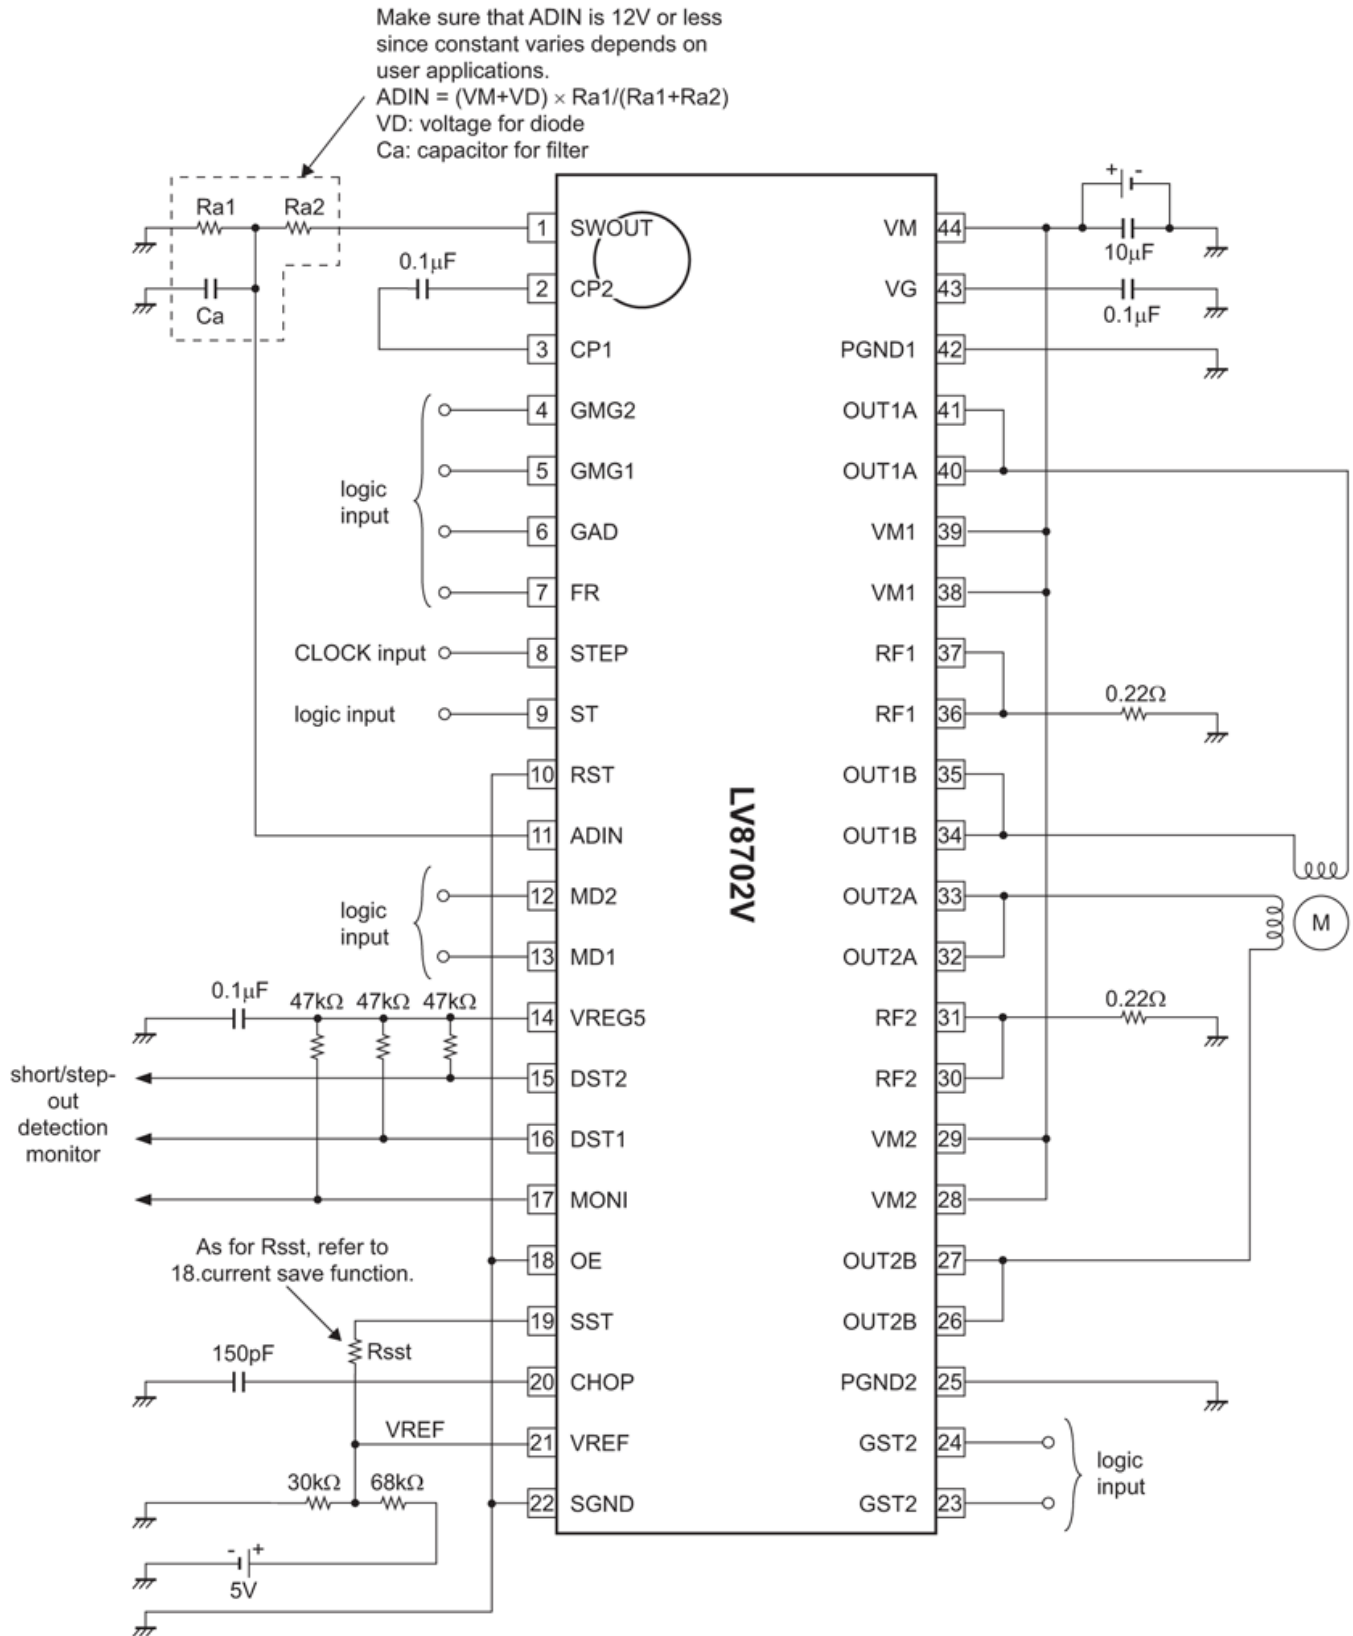 Make sure that ADIN is 12V or less
since constant varies depends on
user applications.
ADIN = (VM+VD) × Ra1/(Ra1+Ra2)
VD: voltage for diode
Ca: capacitor for filter
Ra1 Ra2
Ca
0.1µF
1 SWOUT
2 CP2
3 CP1
4 GMG2
5 GMG1
6 GAD
7 FR
logic
input
CLOCK input
8 STEP
logic input
9 ST
10 RST
11 ADIN
12 MD2
13 MD1
logic
input
0.1µF 47kΩ 47kΩ 47kΩ
14 VREG5
15 DST2
16 DST1
17 MONI
short/step-
out
detection
monitor
18 OE
As for Rsst, refer to
18.current save function.
19 SST
Rsst
150pF
20 CHOP
VREF
21 VREF
30kΩ 68kΩ
22 SGND
- +
5V
LV8702V
+ -
VM 44
10µF
VG 43
0.1µF
PGND1 42
OUT1A 41
OUT1A 40
VM1 39
VM1 38
RF1 37
0.22Ω
RF1 36
OUT1B 35
OUT1B 34
OUT2A 33
M
OUT2A 32
0.22Ω
RF2 31
RF2 30
VM2 29
VM2 28
OUT2B 27
OUT2B 26
PGND2 25
GST2 24
GST2 23
logic
input